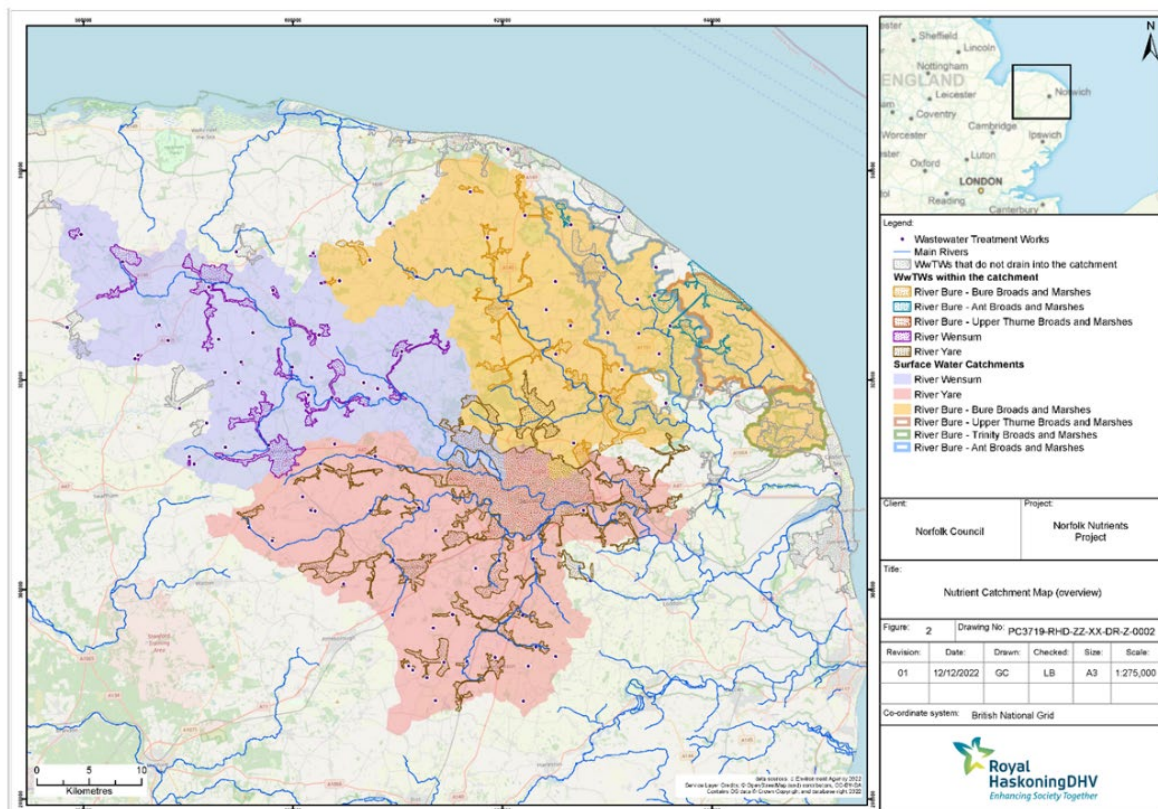 N
Sheffield
Lincoln
Nottingham
ENGLAND
Norwich
Leicester
Coventry
Cambridge
Worcester
Ipswich
Luton
Oxford
LONDON
Reading
Canterbury
Legend:
Wastewater Treatment Works
Main Rivers
WwTWs that do not drain into the catchment
WwTWs within the catchment
River Bure - Bure Broads and Marshes
River Bure - Ant Broads and Marshes
River Bure - Upper Thurne Broads and Marshes
River Wensum
River Yare
Surface Water Catchments
River Wensum
River Yare
River Bure - Bure Broads and Marshes
River Bure - Upper Thurne Broads and Marshes
River Bure - Trinity Broads and Marshes
River Bure - Ant Broads and Marshes
Client:
Norfolk Council
Project:
Norfolk Nutrients
Project
Title:
Nutrient Catchment Map (overview)
Figure: 2
Drawing No: PC3719-RHD-ZZ-XX-DR-Z-0002
Revision: Date: Drawn: Checked: Size: Scale:
01 12/12/2022 GC LB A3 1:275,000
Co-ordinate system: British National Grid
Royal
HaskoningDHV
Enhancing Society Together
0 5 10
Kilometres